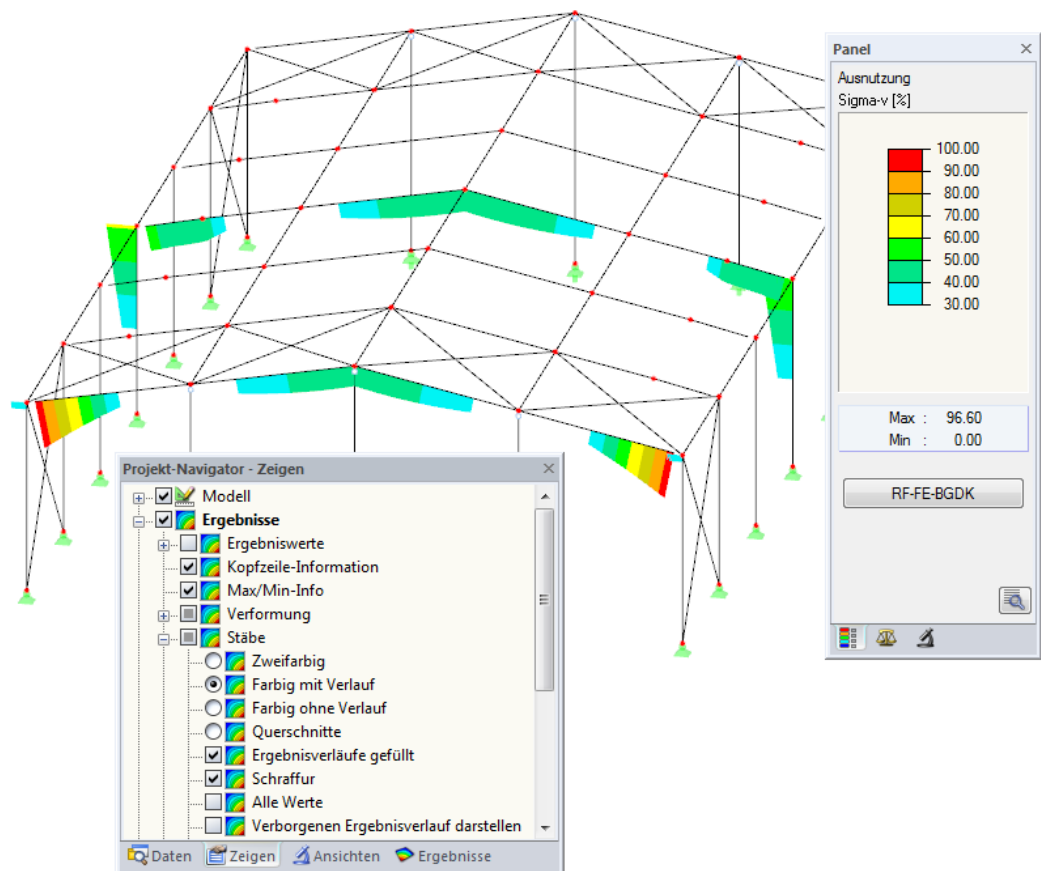 Panel
Ausnutzung
Sigma-v [%]
100.00
90.00
80.00
70.00
60.00
50.00
40.00
30.00
Max : 96.60
Min : 0.00
RF-FE-BGDK
Projekt-Navigator - Zeigen
Modell
Ergebnisse
Ergebniswerte
Kopfzeile-Information
Max/Min-Info
Verformung
Stäbe
Zweifarbig
Farbig mit Verlauf
Farbig ohne Verlauf
Querschnitte
Ergebnisverläufe gefüllt
Schraffur
Alle Werte
Verborgenen Ergebnisverlauf darstellen
Daten Zeigen Ansichten Ergebnisse